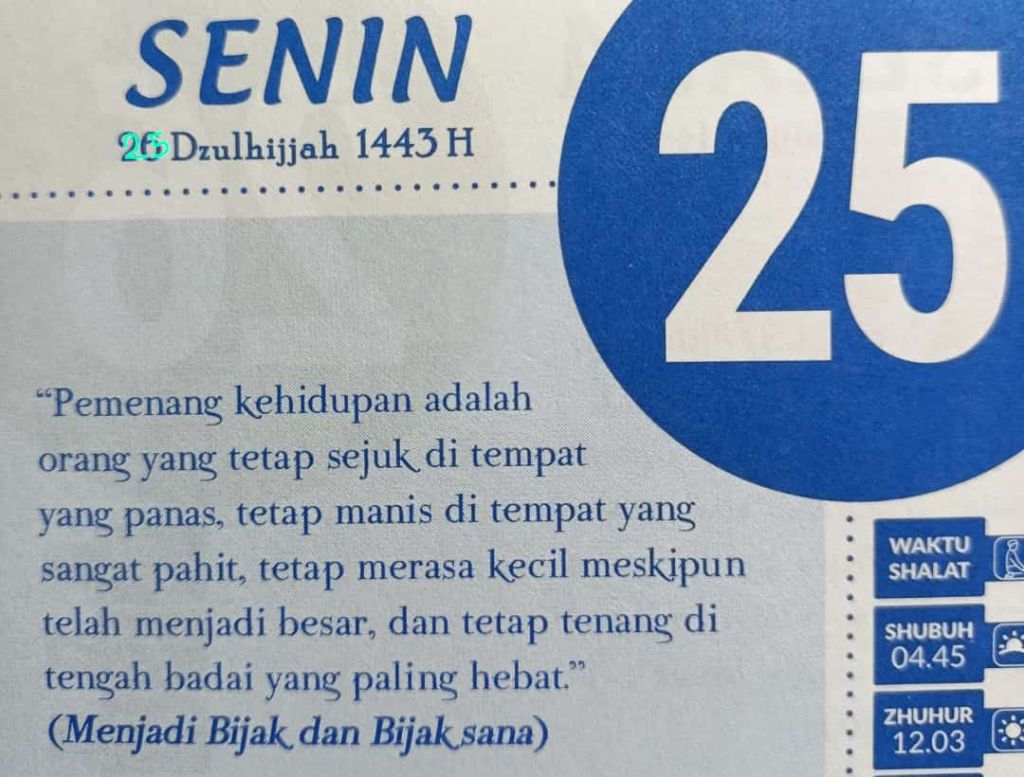 SENIN
25
Dzulhijjah 1443 H
"Pemenang kehidupan adalah
orang yang tetap sejuk di tempat
yang panas, tetap manis di tempat yang
sangat pahit, tetap merasa kecil meskipun
telah menjadi besar, dan tetap tenang di
tengah badai yang paling hebat."
(Menjadi Bijak dan Bijaksana)
WAKTU
SHALAT
SHUBUH
04.45
ZHUHUR
12.03